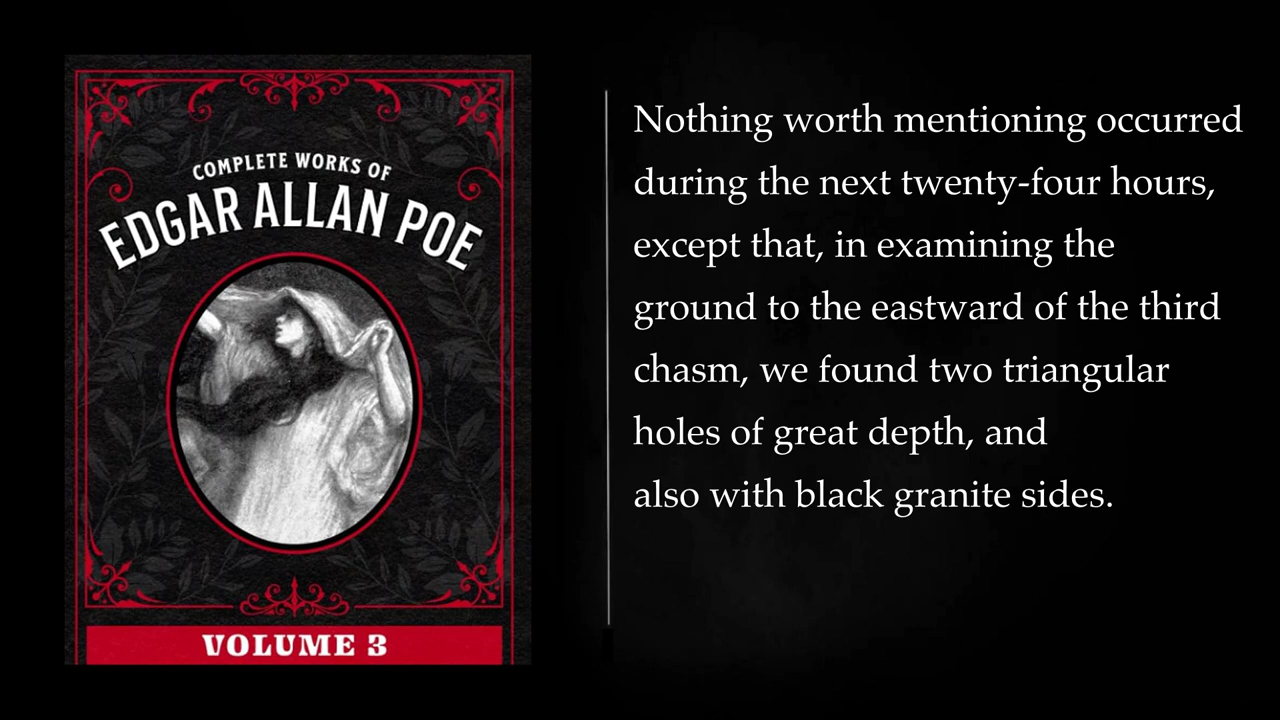 COMPLETE WORKS OF
EDGAR ALLAN POE
VOLUME 3
Nothing worth mentioning occurred
during the next twenty-four hours,
except that, in examining the
ground to the eastward of the third
chasm, we found two triangular
holes of great depth, and
also with black granite sides.